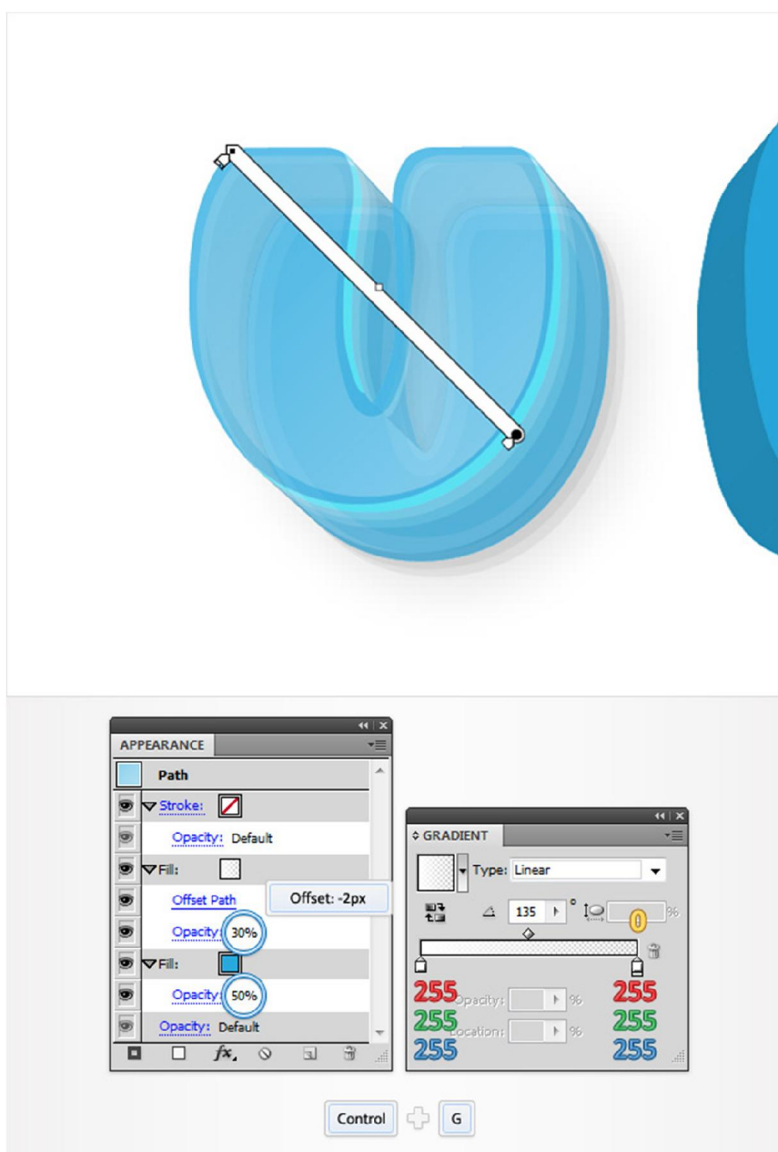 APPEARANCE
Path
Stroke:
Opacity: Default
Fill:
Offset Path
Offset: -2px
Opacity: 30%
Fill:
Opacity: 50%
Opacity: Default
fx
GRADIENT
Type: Linear
135 °
0 %
255 Opacity: % 255
255 Location: % 255
255 255
Control
G